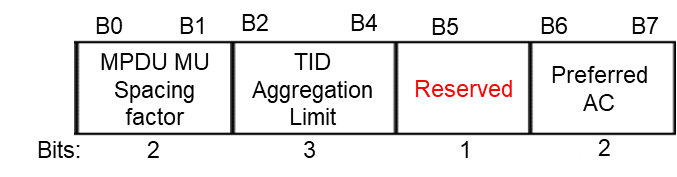 B0 B1 B2 B4 B5 B6 B7
MPDU MU
Spacing
factor
TID
Aggregation
Limit
Reserved
Preferred
AC
Bits: 2 3 1 2